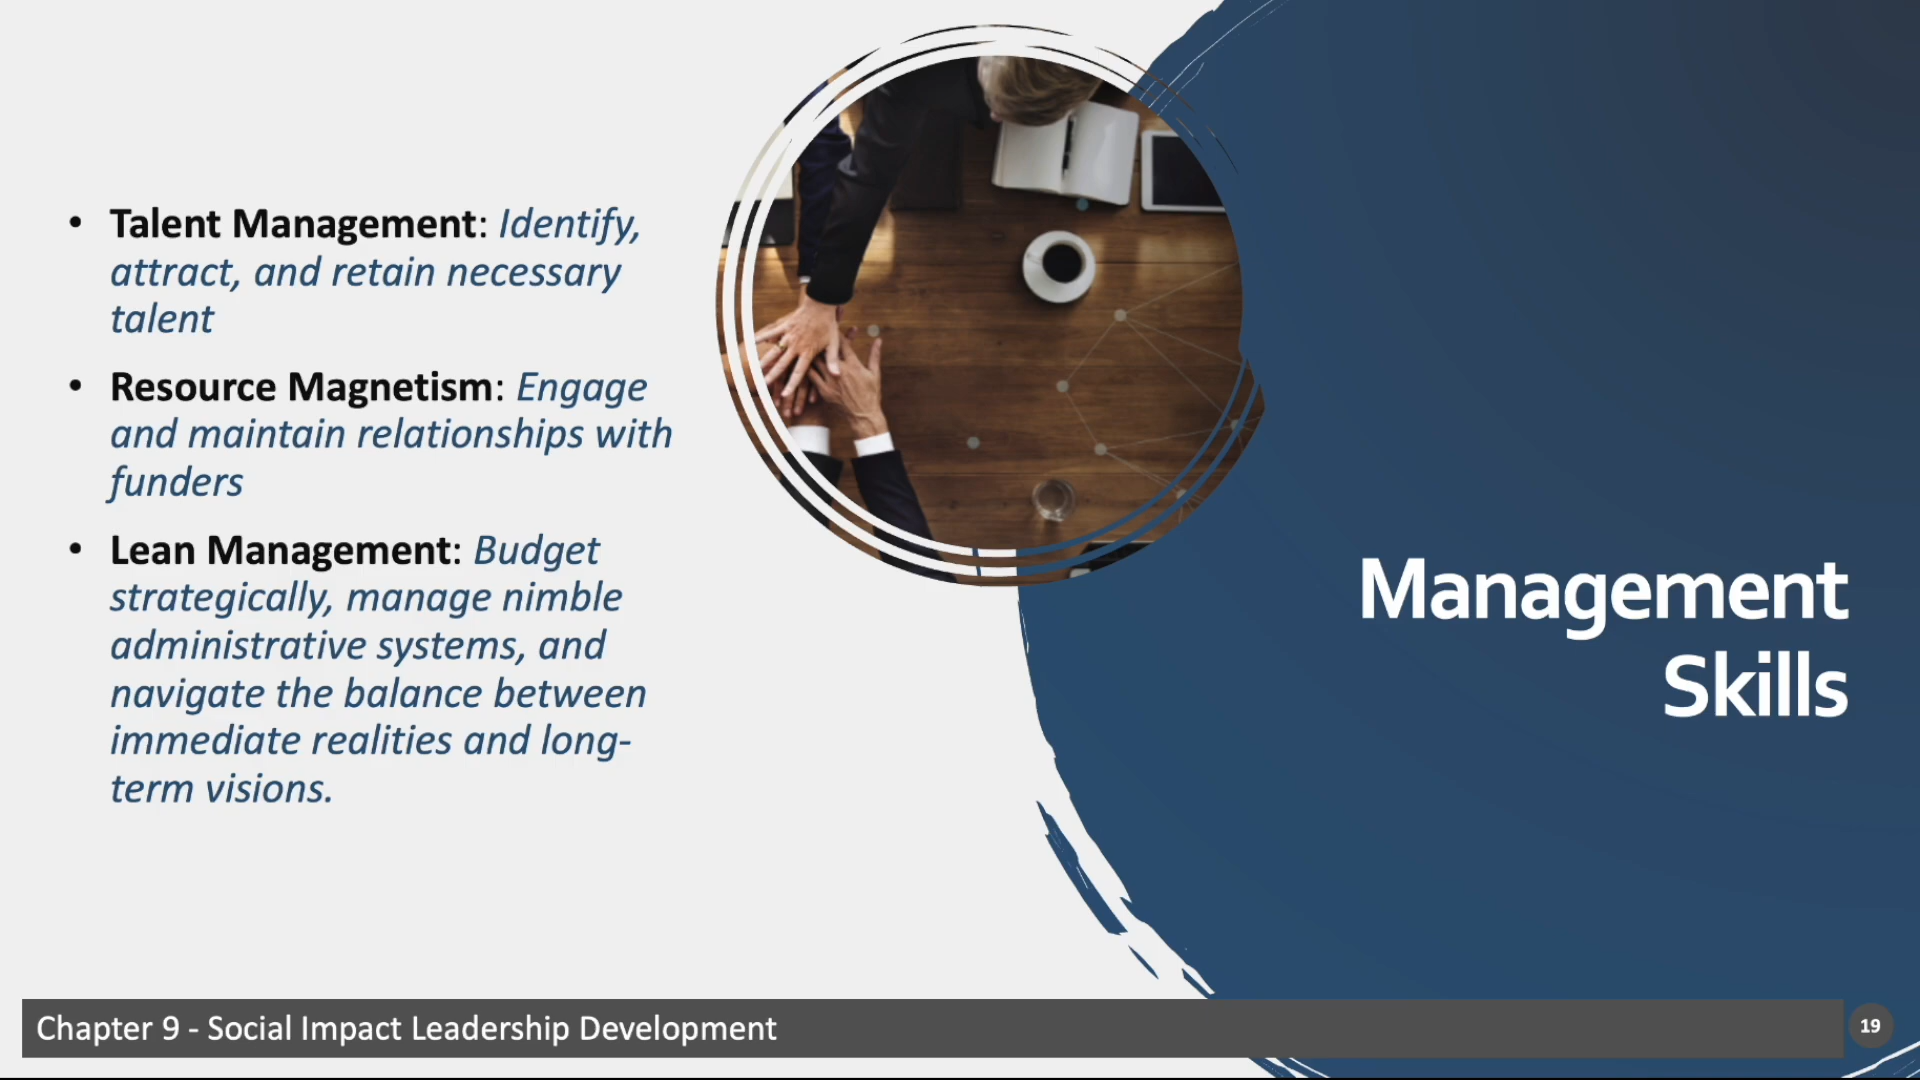 • Talent Management: Identify,
attract, and retain necessary
talent
• Resource Magnetism: Engage
and maintain relationships with
funders
• Lean Management: Budget
strategically, manage nimble
administrative systems, and
navigate the balance between
immediate realities and long-
term visions.
Management
Skills
Chapter 9 - Social Impact Leadership Development
19